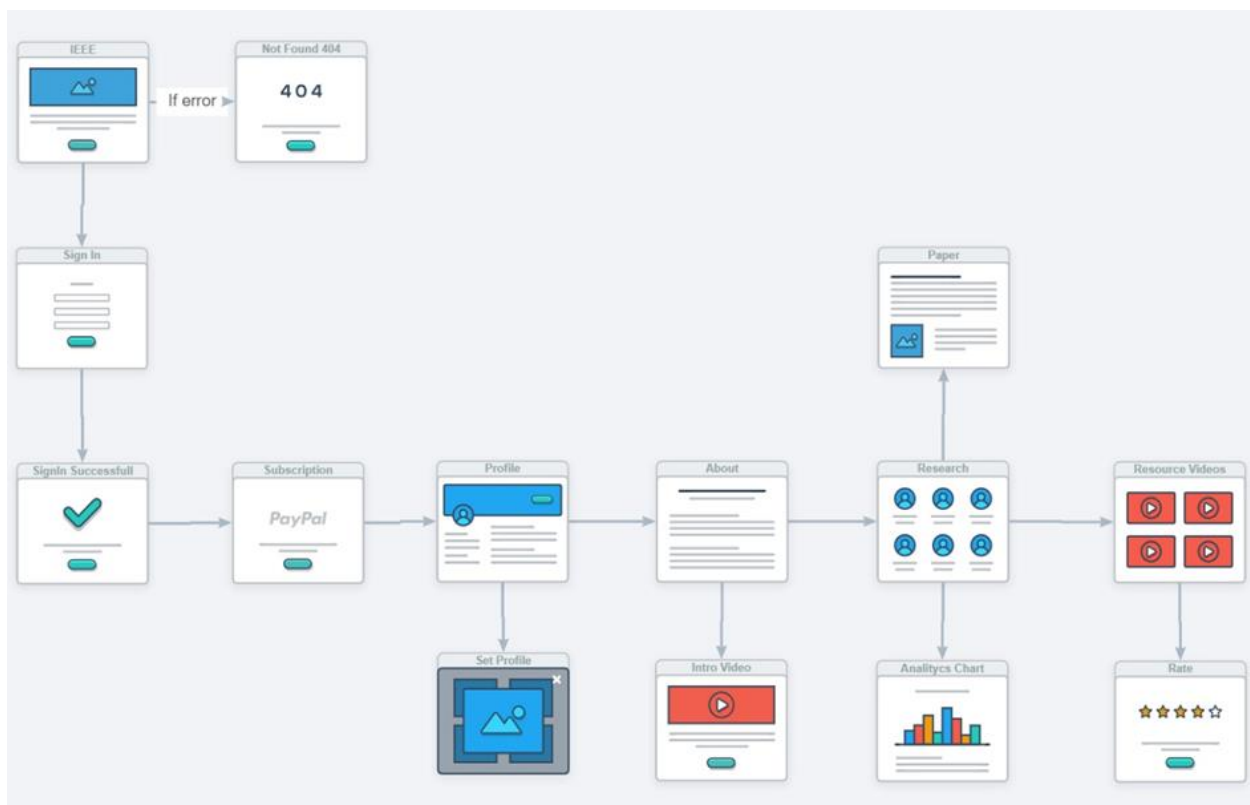 IEEE
Not Found 404
404
If error
Sign In
Paper
SignIn Successfull
Subscription
Profile
About
Research
Resource Videos
PayPal
Set Profile
Intro Video
Analitycs Chart
Rate